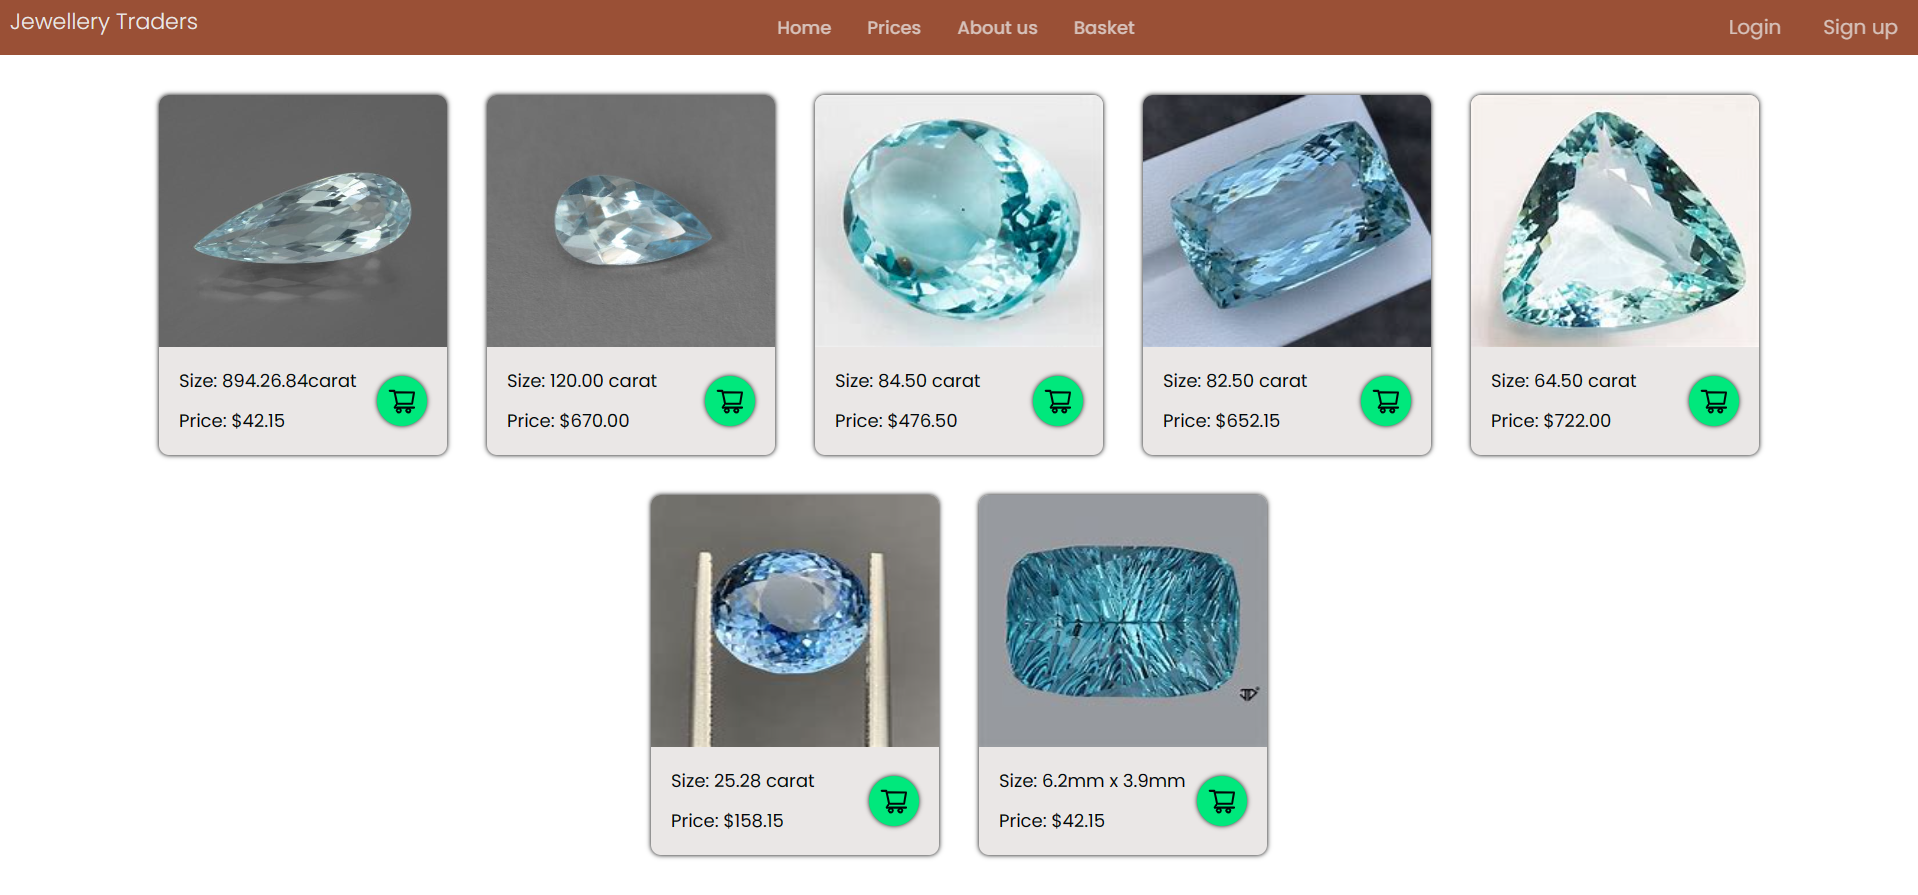 Jewellery Traders
Home
Prices
About us
Basket
Login
Sign up
Size: 894.26.84carat
Price: $42.15
Size: 120.00 carat
Price: $670.00
Size: 84.50 carat
Price: $476.50
Size: 82.50 carat
Price: $652.15
Size: 64.50 carat
Price: $722.00
Size: 25.28 carat
Price: $158.15
Size: 6.2mm x 3.9mm
Price: $42.15